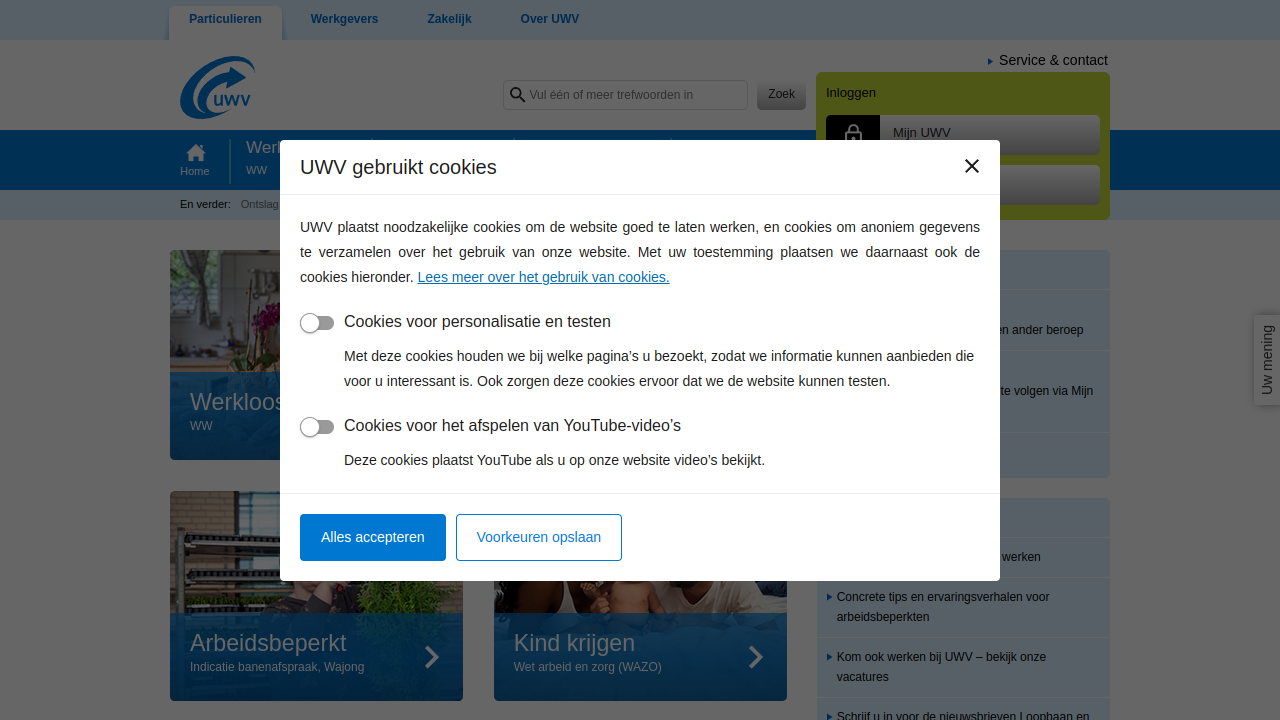 Particulieren
Werkgevers
Zakelijk
Over UWV
Service & contact
uwv
Vul één of meer trefwoorden in
Zoek
Inloggen
Mijn UWV
Home
WW
En verder:
Ontslag
UWV gebruikt cookies
UWV plaatst noodzakelijke cookies om de website goed te laten werken, en cookies om anoniem gegevens
te verzamelen over het gebruik van onze website. Met uw toestemming plaatsen we daarnaast ook de
cookies hieronder. Lees meer over het gebruik van cookies.
Cookies voor personalisatie en testen
Met deze cookies houden we bij welke pagina’s u bezoekt, zodat we informatie kunnen aanbieden die
voor u interessant is. Ook zorgen deze cookies ervoor dat we de website kunnen testen.
Cookies voor het afspelen van YouTube-video’s
Deze cookies plaatst YouTube als u op onze website video’s bekijkt.
Alles accepteren
Voorkeuren opslaan
Werkloos
WW
ander beroep
te volgen via Mijn
Uw mening
werken
Concrete tips en ervaringsverhalen voor
arbeidsbeperkten
Kom ook werken bij UWV – bekijk onze
vacatures
Schrijf u in voor de nieuwsbrieven Loopbaan en
Arbeidsbeperkt
Indicatie banenafspraak, Wajong
Kind krijgen
Wet arbeid en zorg (WAZO)